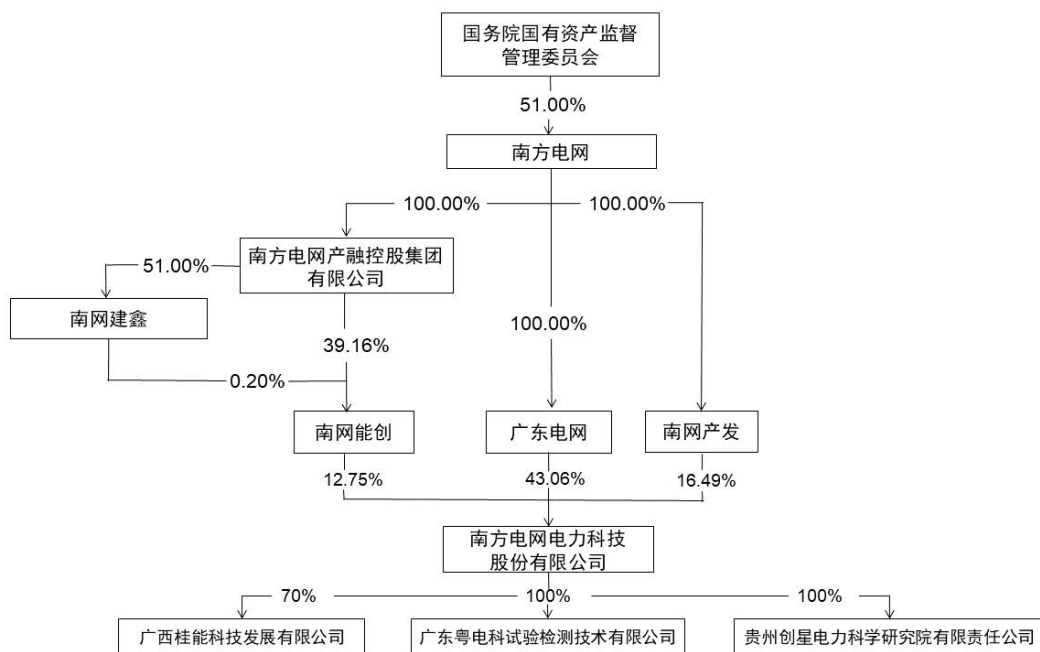 国务院国有资产监督
管理委员会
51.00%
南方电网
100.00%
100.00%
南方电网产融控股集团
有限公司
51.00%
南网建鑫
100.00%
39.16%
0.20%
南网能创
广东电网
南网产发
12.75%
43.06%
16.49%
南方电网电力科技
股份有限公司
70%
100%
100%
广西桂能科技发展有限公司
广东粤电科试验检测技术有限公司
贵州创星电力科学研究院有限责任公司